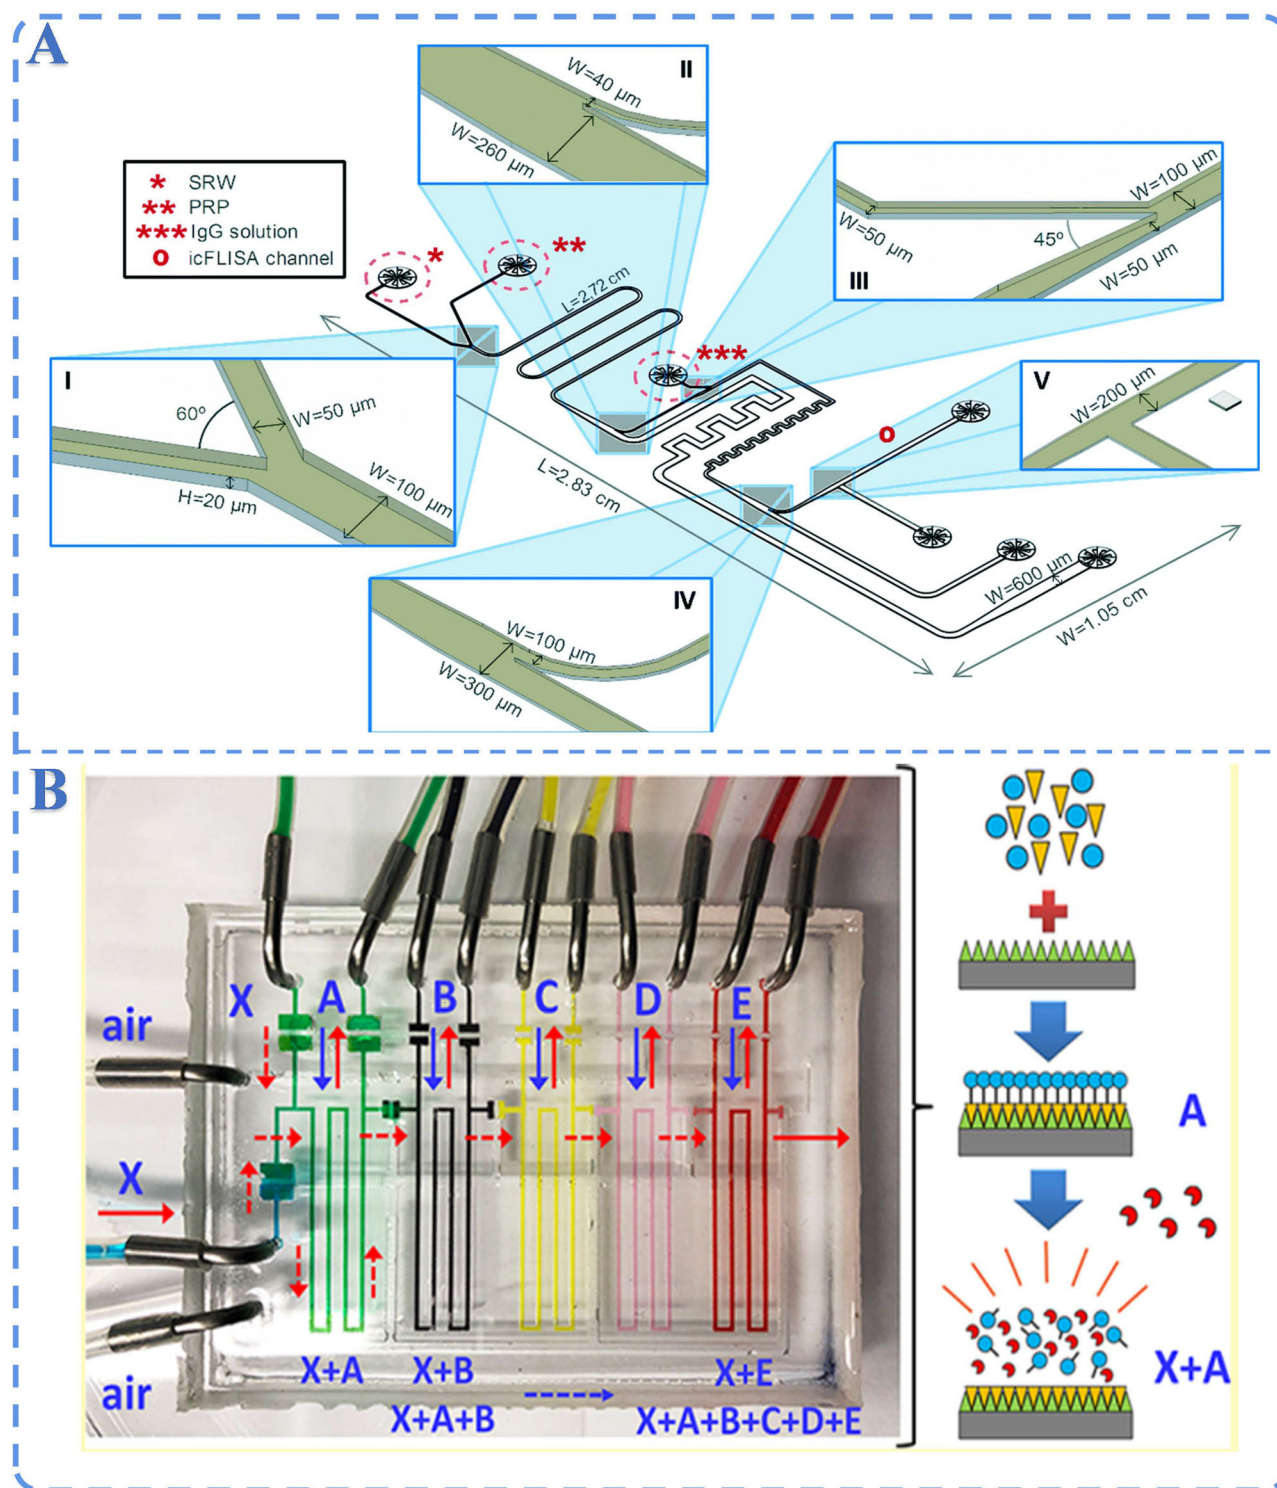 A
II
W=40 μm
W=260 μm
* SRW
** PRP
*** IgG solution
o icFLISA channel
W=100 μm
W=50 μm
45º
W=50 μm
III
*
**
L=2.72 cm
***
I
60º
W=50 μm
W=100 μm
H=20 μm
V
W=200 μm
o
L=2.83 cm
W=600 μm
W=1.05 cm
IV
W=100 μm
W=300 μm
B
X A B C D E
air
X
air
X+A X+B X+E
X+A+B X+A+B+C+D+E
A
X+A